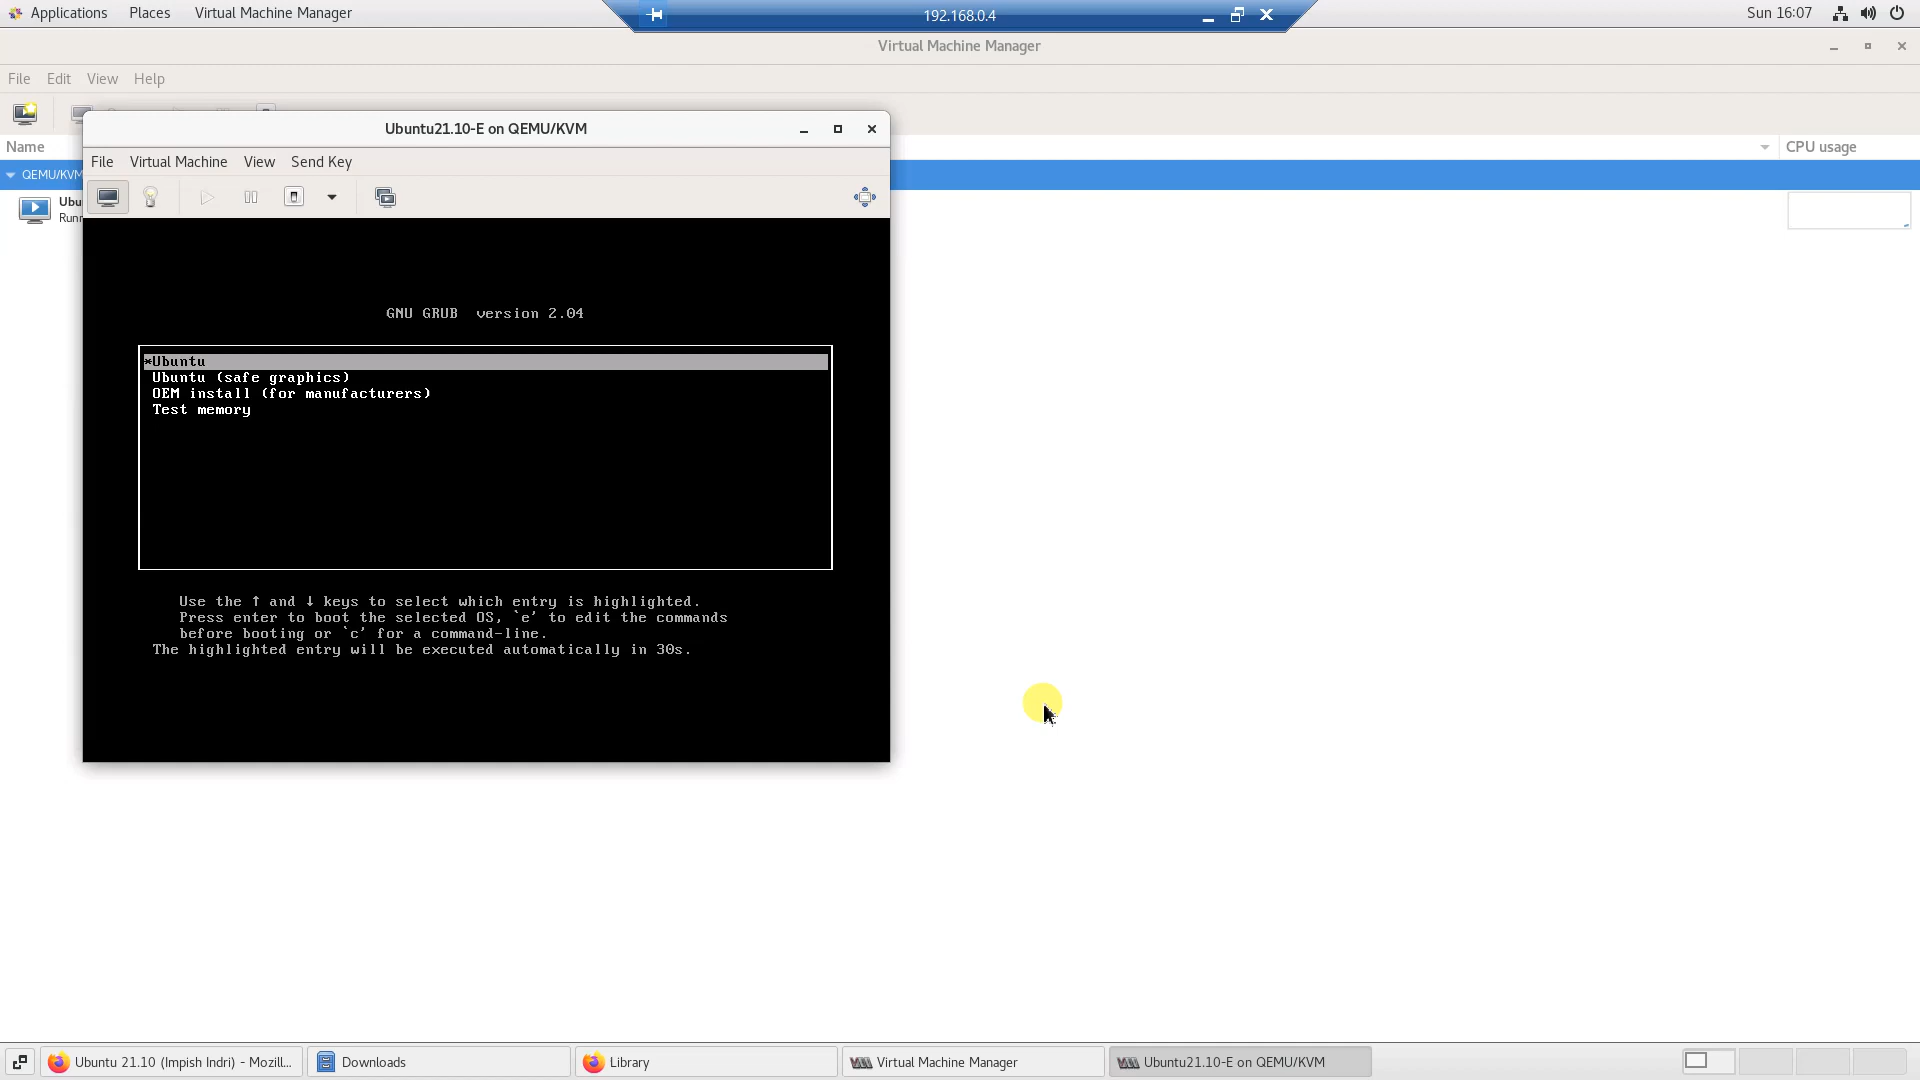 Applications Places Virtual Machine Manager
192.168.0.4
Sun 16:07
Virtual Machine Manager
File Edit View Help
Name
CPU usage
QEMU/KVM
Ubu
Runn
Ubuntu21.10-E on QEMU/KVM
File Virtual Machine View Send Key
GNU GRUB version 2.04
*Ubuntu
Ubuntu (safe graphics)
OEM install (for manufacturers)
Test memory
Use the ↑ and ↓ keys to select which entry is highlighted.
Press enter to boot the selected OS, `e' to edit the commands
before booting or `c' for a command-line.
The highlighted entry will be executed automatically in 30s.
Ubuntu 21.10 (Impish Indri) - Mozill...
Downloads
Library
Virtual Machine Manager
Ubuntu21.10-E on QEMU/KVM